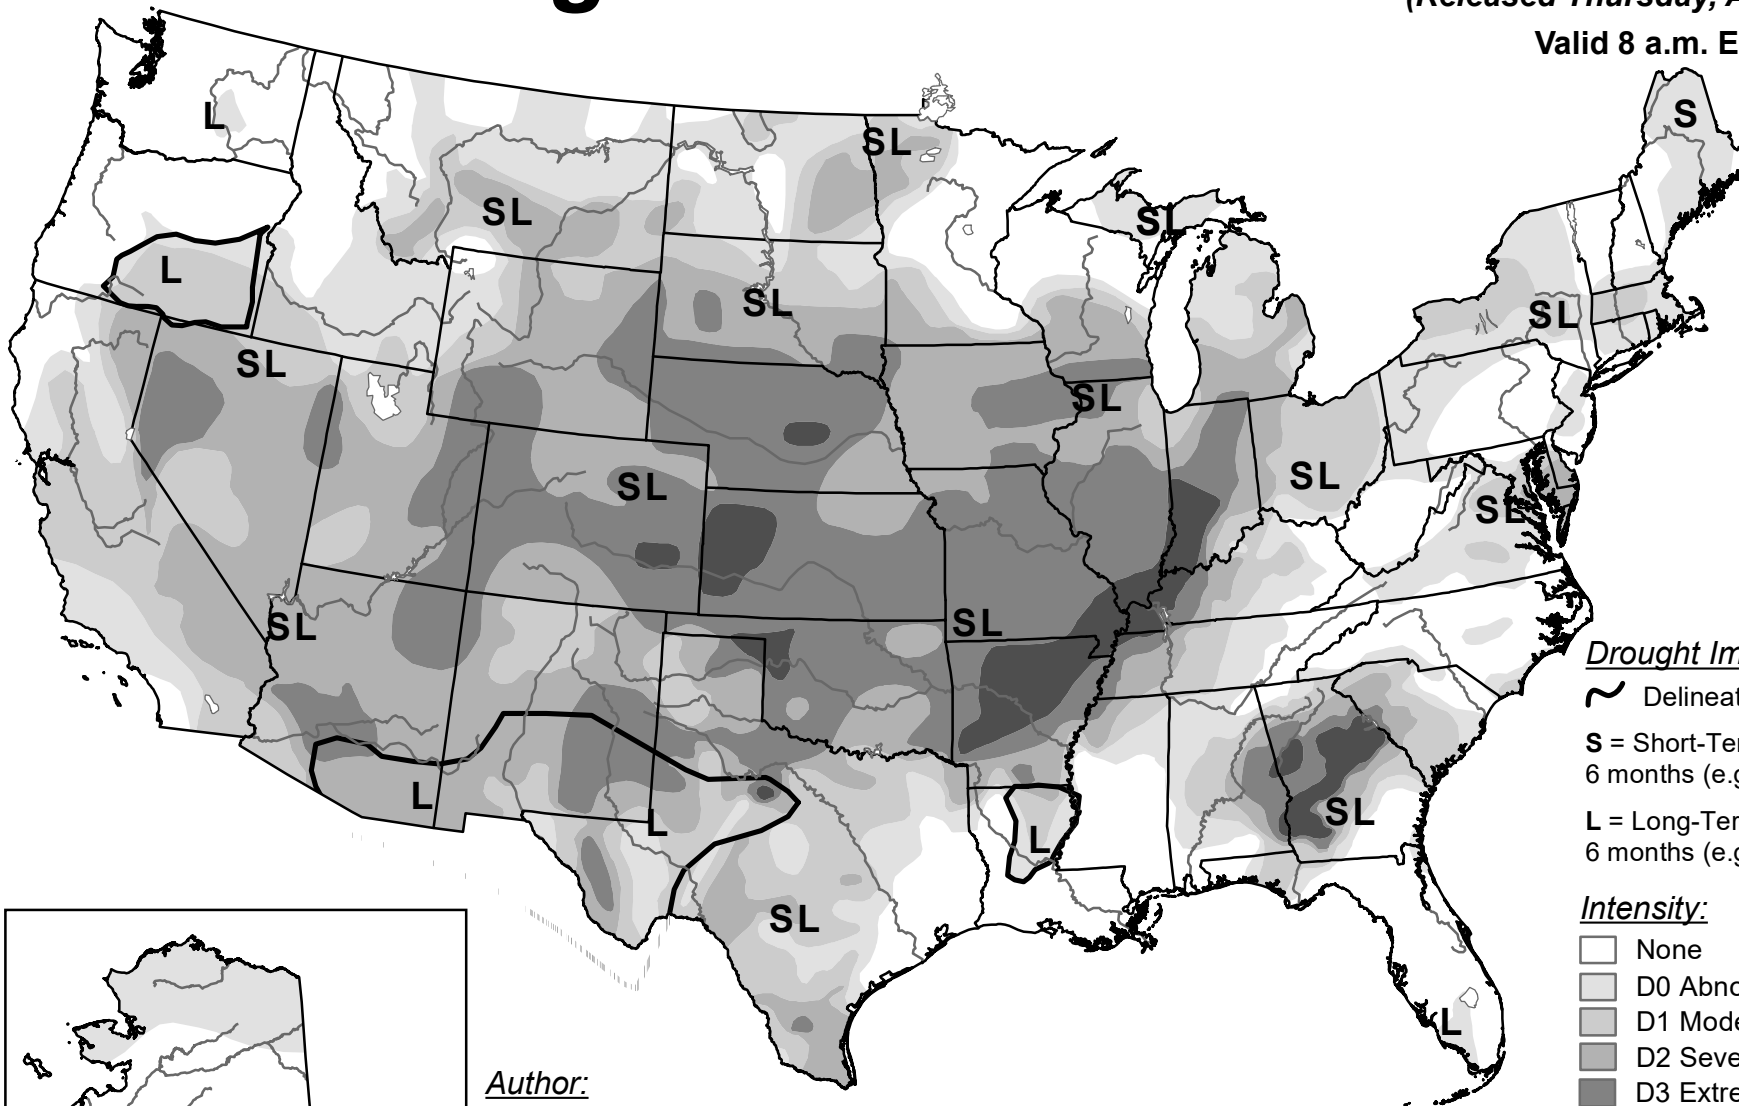 (Released Thursday, A
Valid 8 a.m. E
L
SL
S
SL
SL
L
SL
SL
SL
SL
SL
SL
SL
SL
SL
L
L
L
SL
SL
L
Drought Im
Delineat
S = Short-Ter
6 months (e.g
L = Long-Ter
6 months (e.g
Intensity:
None
D0 Abno
D1 Mode
D2 Seve
D3 Extre
Author: